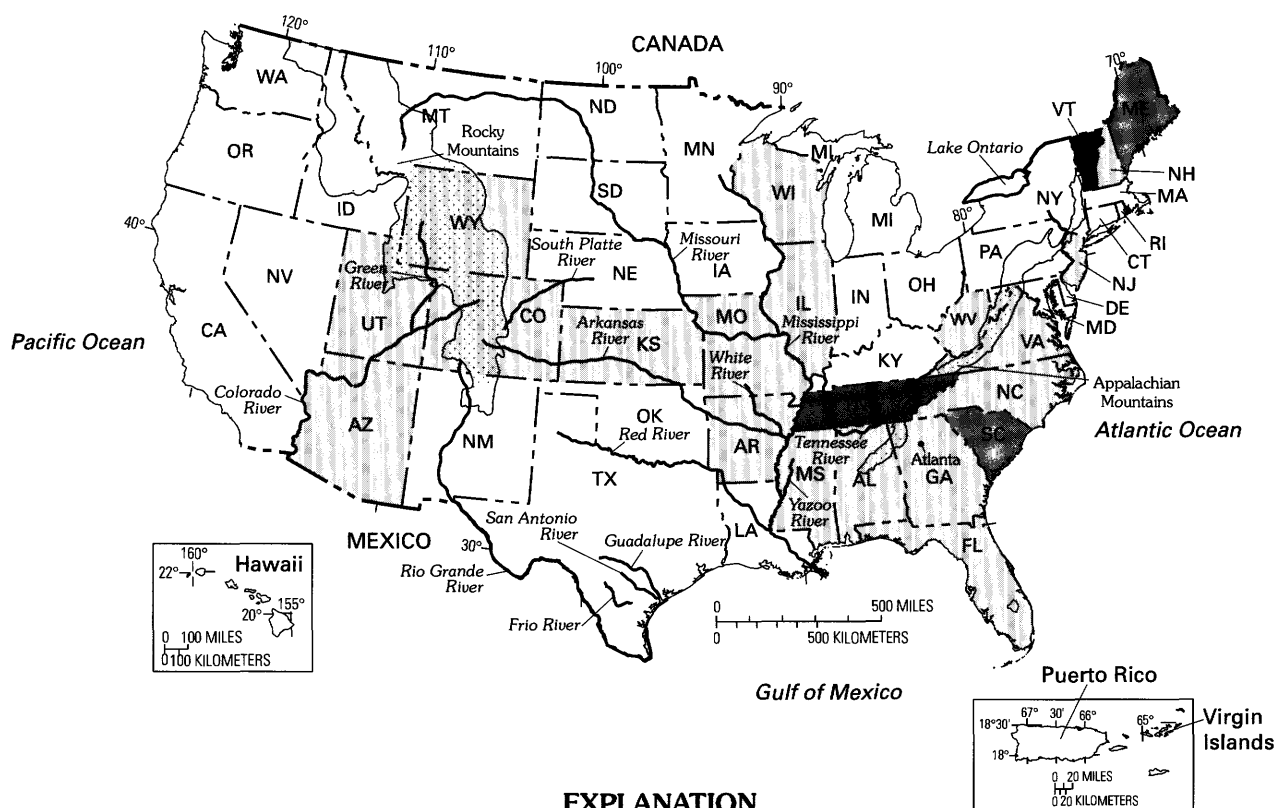 120°
110°
CANADA
100°
90°
70°
WA
MT
ND
MN
VT
ME
OR
Rocky
Mountains
MI
Lake Ontario
NH
MA
ID
WY
SD
WI
MI
NY
80°
RI
CT
40°
NV
Green
River
South Platte
River
NE
Missouri
River
IA
PA
NJ
DE
MD
Pacific Ocean
CA
UT
CO
Arkansas
River
KS
MO
IL
IN
OH
WV
VA
Mississippi
River
White
River
KY
Appalachian
Mountains
Colorado
River
AZ
NM
OK
Red River
AR
Tennessee
River
NC
SC
Atlantic Ocean
TX
MS
AL
Atlanta
GA
Yazoo
River
San Antonio
River
Guadalupe River
LA
FL
MEXICO
30°
Rio Grande
River
Frio River
160°
Hawaii
22°
155°
20°
0 100 MILES
0 100 KILOMETERS
0 500 MILES
0 500 KILOMETERS
Gulf of Mexico
Puerto Rico
67° 30' 66° 65°
18°30'
18°
Virgin
Islands
0 20 MILES
0 20 KILOMETERS
EXPLANATION